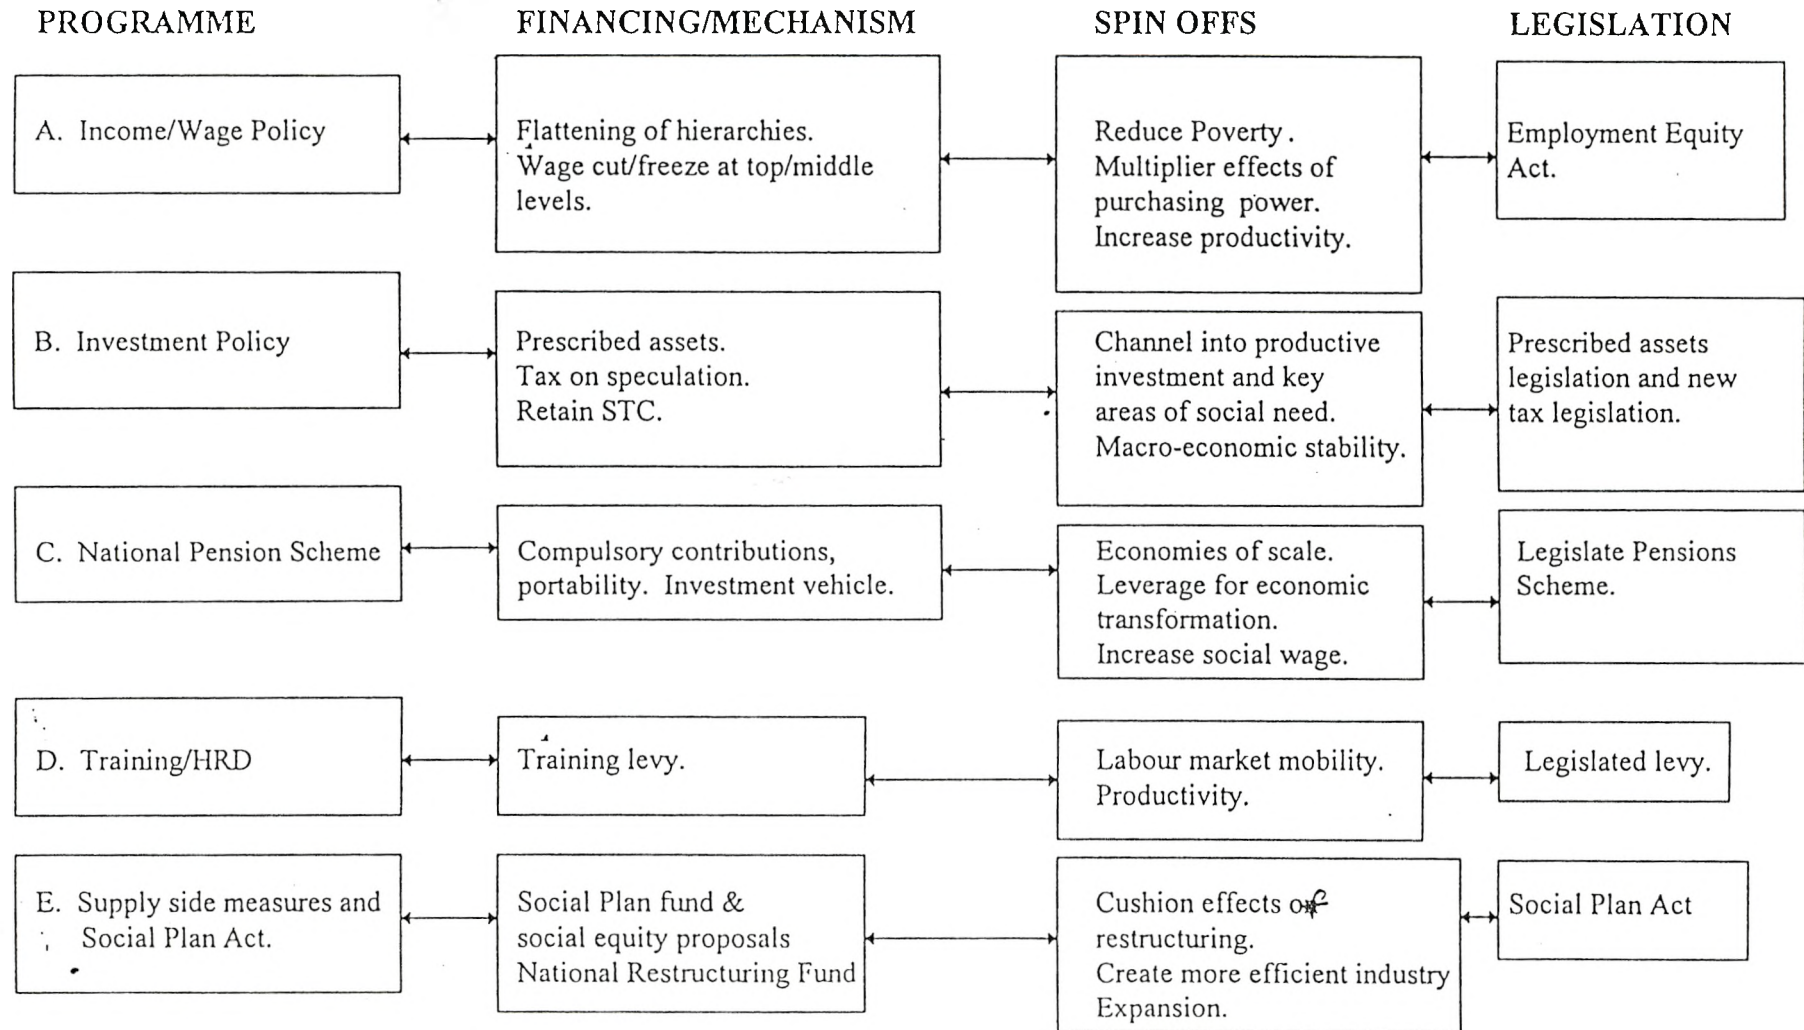 PROGRAMME FINANCING/MECHANISM SPIN OFFS LEGISLATION
A. Income/Wage Policy
Flattening of hierarchies.
Wage cut/freeze at top/middle
levels.
Reduce Poverty.
Multiplier effects of
purchasing power.
Increase productivity.
Employment Equity
Act.
B. Investment Policy
Prescribed assets.
Tax on speculation.
Retain STC.
Channel into productive
investment and key
areas of social need.
Macro-economic stability.
Prescribed assets
legislation and new
tax legislation.
C. National Pension Scheme
Compulsory contributions,
portability. Investment vehicle.
Economies of scale.
Leverage for economic
transformation.
Increase social wage.
Legislate Pensions
Scheme.
D. Training/HRD
Training levy.
Labour market mobility.
Productivity.
Legislated levy.
E. Supply side measures and
Social Plan Act.
Social Plan fund &
social equity proposals
National Restructuring Fund
Cushion effects of
restructuring.
Create more efficient industry
Expansion.
Social Plan Act